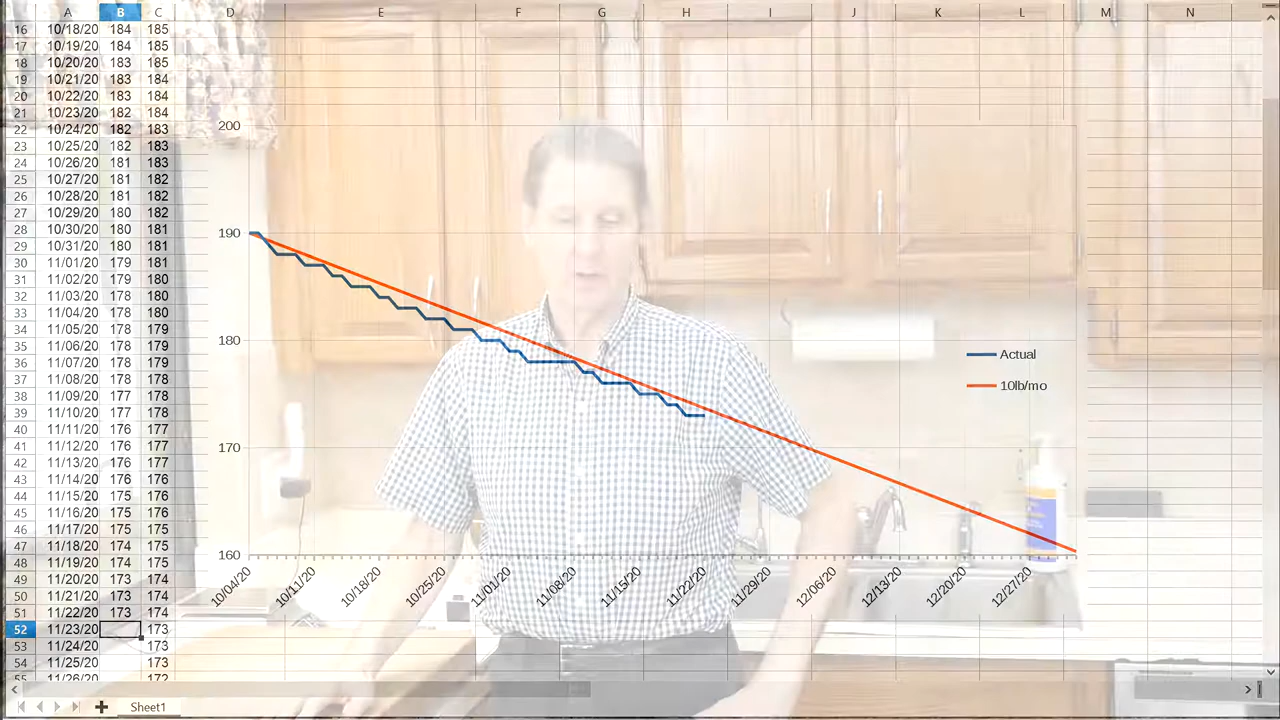 A B C D E F G H I J K L M N
16 10/18/20 184 185
17 10/19/20 184 185
18 10/20/20 183 185
19 10/21/20 183 184
20 10/22/20 183 184
21 10/23/20 182 184
22 10/24/20 182 183
23 10/25/20 182 183
24 10/26/20 181 183
25 10/27/20 181 182
26 10/28/20 181 182
27 10/29/20 180 182
28 10/30/20 180 181
29 10/31/20 180 181
30 11/01/20 179 181
31 11/02/20 179 180
32 11/03/20 178 180
33 11/04/20 178 180
34 11/05/20 178 179
35 11/06/20 178 179
36 11/07/20 178 179
37 11/08/20 178 178
38 11/09/20 177 178
39 11/10/20 177 178
40 11/11/20 176 177
41 11/12/20 176 177
42 11/13/20 176 177
43 11/14/20 176 176
44 11/15/20 175 176
45 11/16/20 175 176
46 11/17/20 175 175
47 11/18/20 174 175
48 11/19/20 174 175
49 11/20/20 173 174
50 11/21/20 173 174
51 11/22/20 173 174
52 11/23/20 173
53 11/24/20 173
54 11/25/20 173
55 11/26/20 172
200
190
180
170
160
Actual
10lb/mo
10/04/20 10/11/20 10/18/20 10/25/20 11/01/20 11/08/20 11/15/20 11/22/20 11/29/20 12/06/20 12/13/20 12/20/20 12/27/20
Sheet1